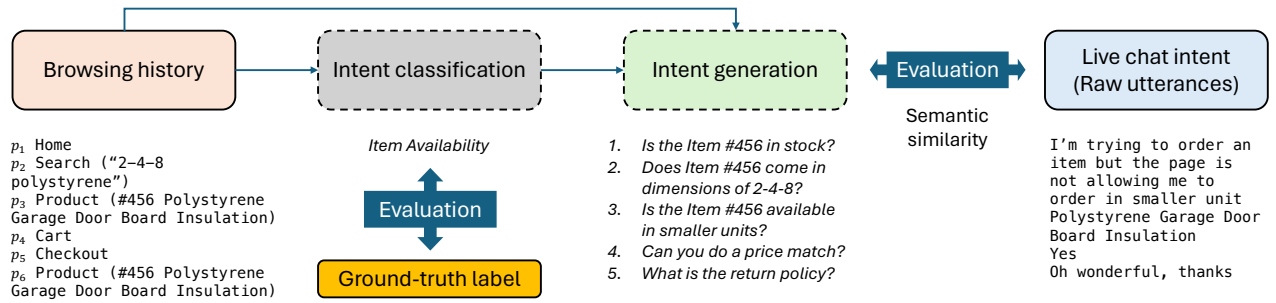 Browsing history
Intent classification
Intent generation
Evaluation
Live chat intent
(Raw utterances)
Semantic
similarity
p₁ Home
p₂ Search (“2-4-8
polystyrene”)
p₃ Product (#456 Polystyrene
Garage Door Board Insulation)
p₄ Cart
p₅ Checkout
p₆ Product (#456 Polystyrene
Garage Door Board Insulation)
Item Availability
Evaluation
Ground-truth label
1. Is the Item #456 in stock?
2. Does Item #456 come in
dimensions of 2-4-8?
3. Is the Item #456 available
in smaller units?
4. Can you do a price match?
5. What is the return policy?
I’m trying to order an
item but the page is
not allowing me to
order in smaller unit
Polystyrene Garage Door
Board Insulation
Yes
Oh wonderful, thanks